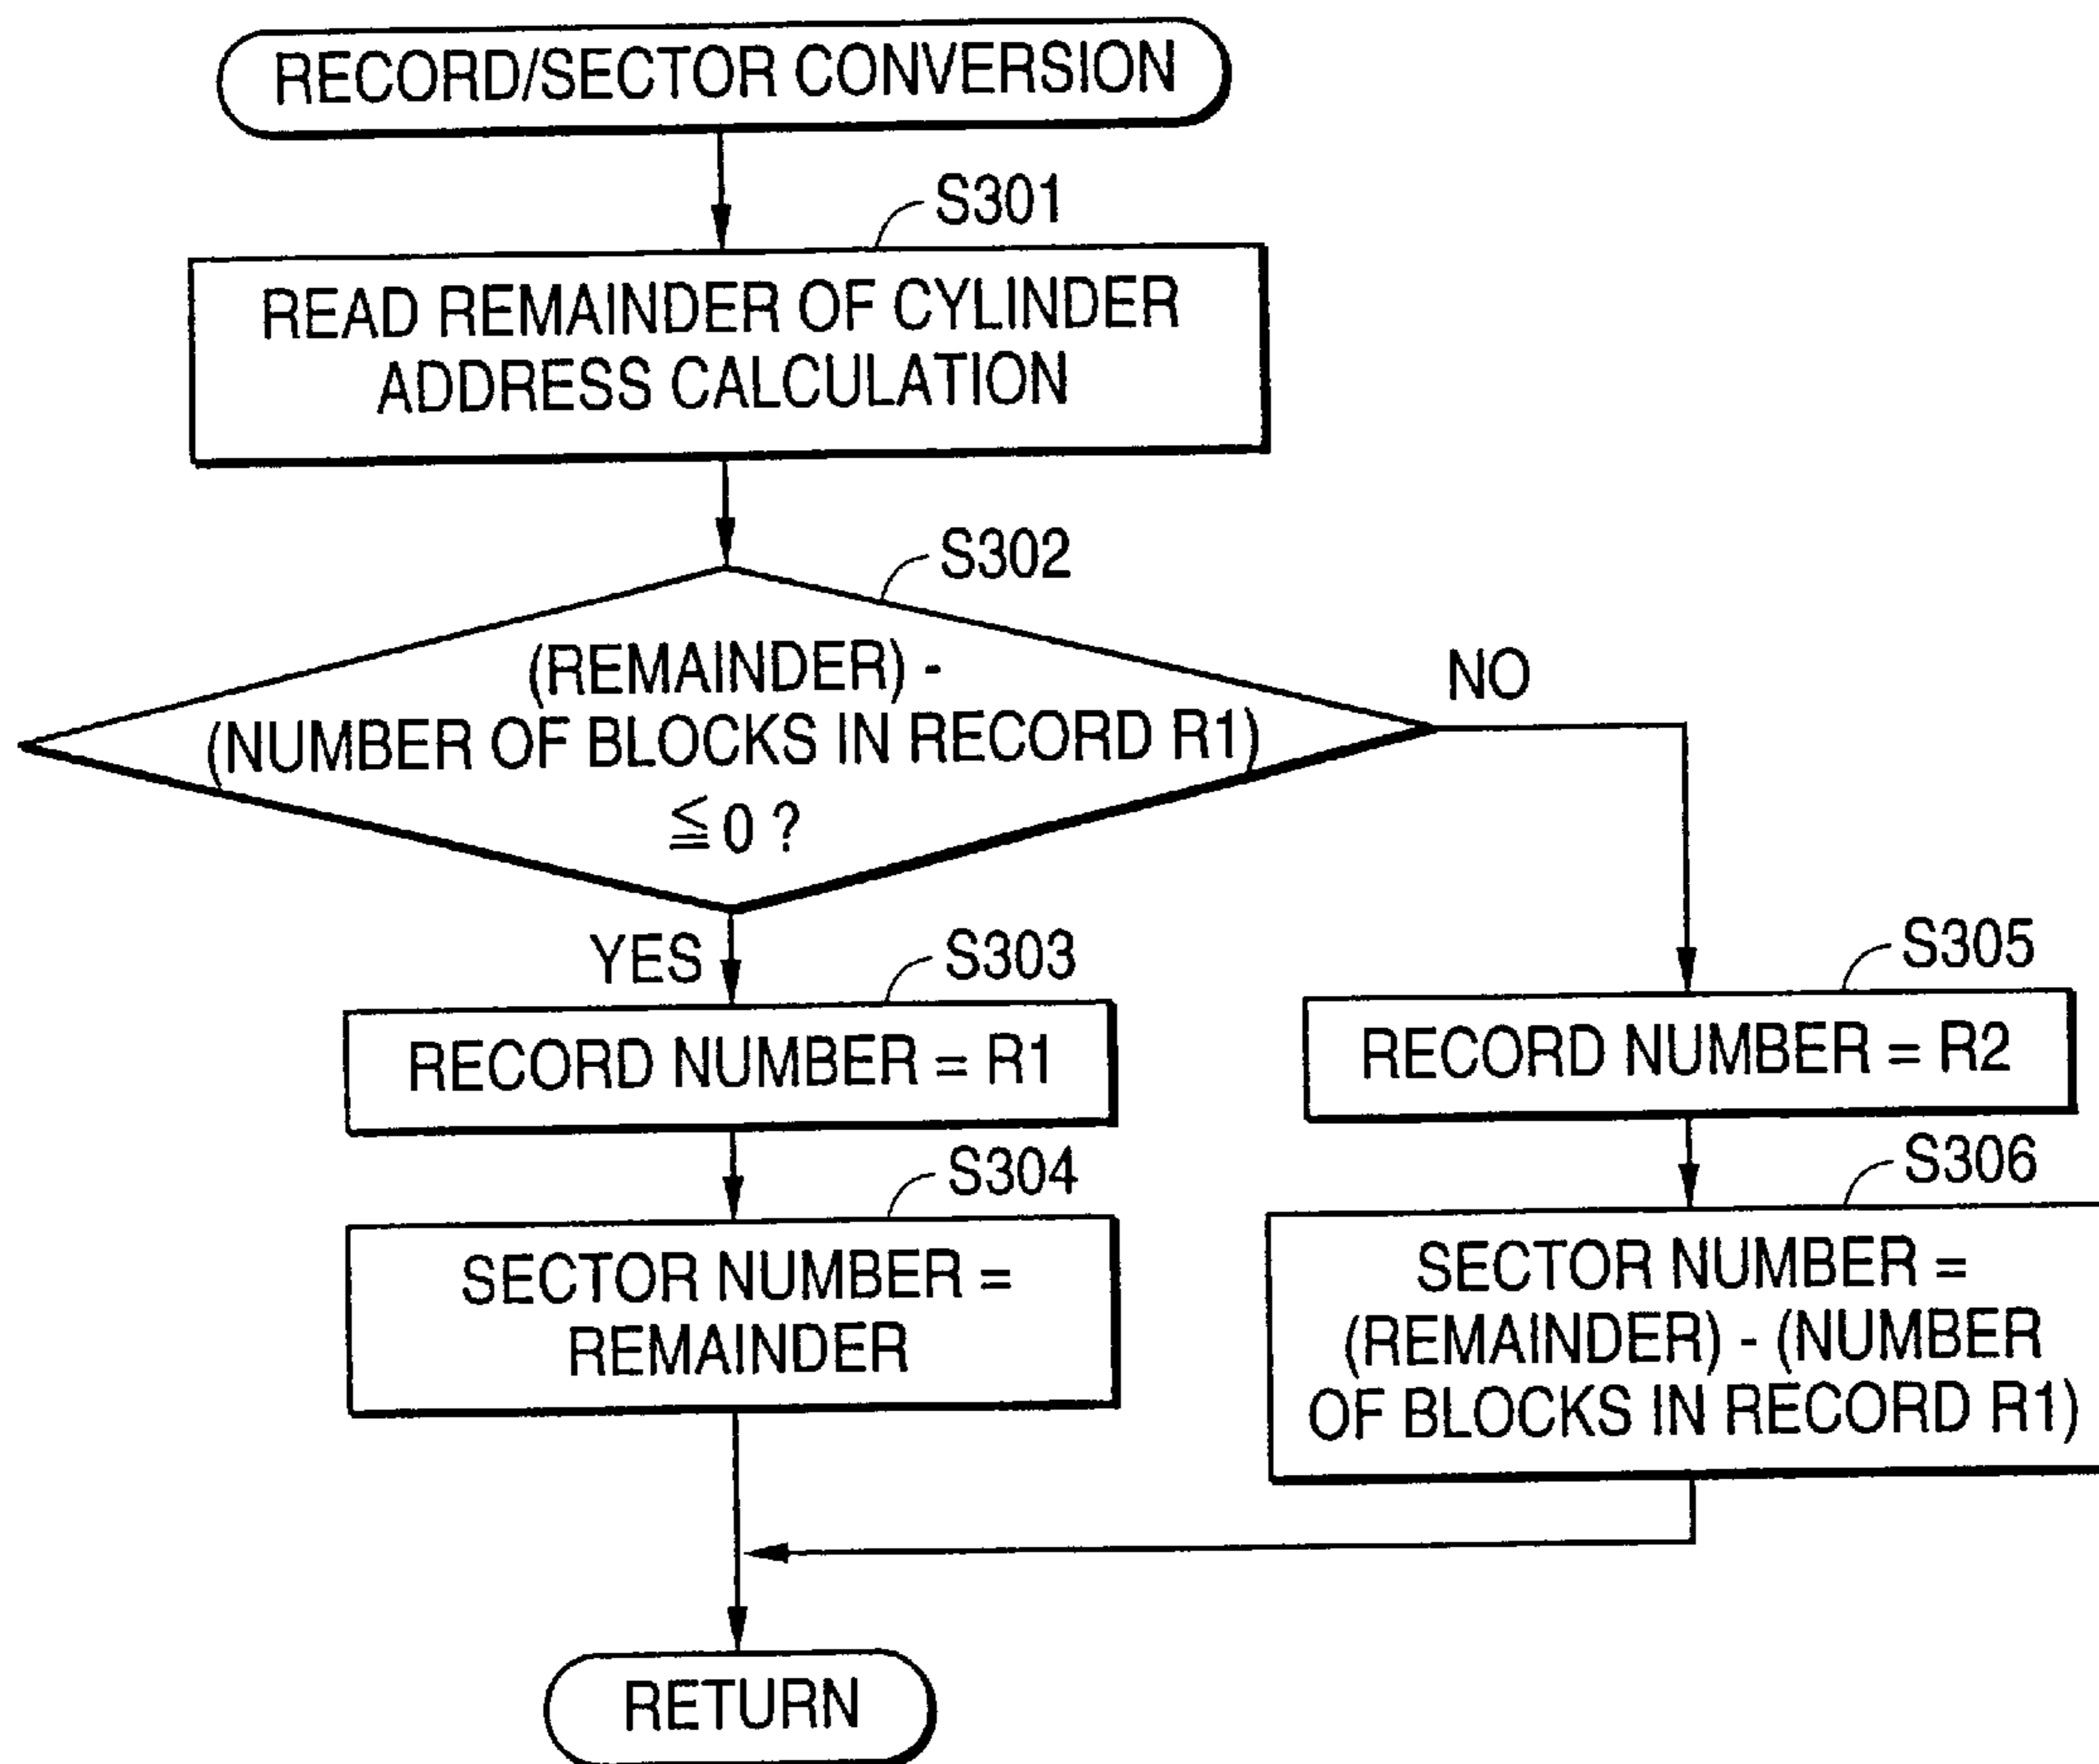 RECORD/SECTOR CONVERSION
S301
READ REMAINDER OF CYLINDER
ADDRESS CALCULATION
S302
(REMAINDER) -
(NUMBER OF BLOCKS IN RECORD R1)
≦ 0 ?
NO
YES
S303
RECORD NUMBER = R1
S304
SECTOR NUMBER =
REMAINDER
S305
RECORD NUMBER = R2
S306
SECTOR NUMBER =
(REMAINDER) - (NUMBER
OF BLOCKS IN RECORD R1)
RETURN